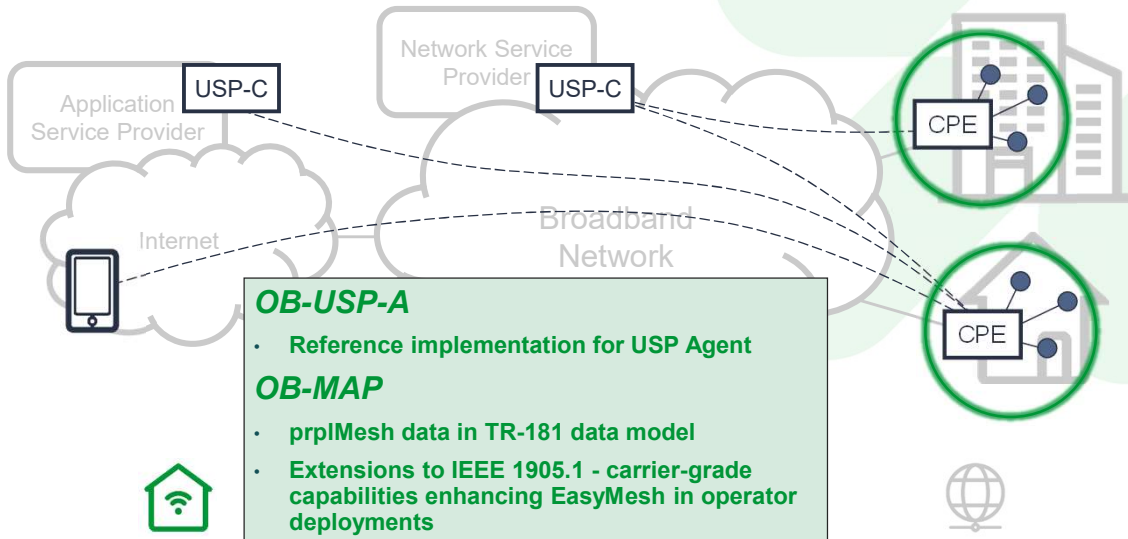 Network Service
Provider
USP-C
USP-C
Application
Service Provider
CPE
Internet
Broadband
Network
CPE
OB-USP-A
• Reference implementation for USP Agent
OB-MAP
• prplMesh data in TR-181 data model
• Extensions to IEEE 1905.1 - carrier-grade
capabilities enhancing EasyMesh in operator
deployments